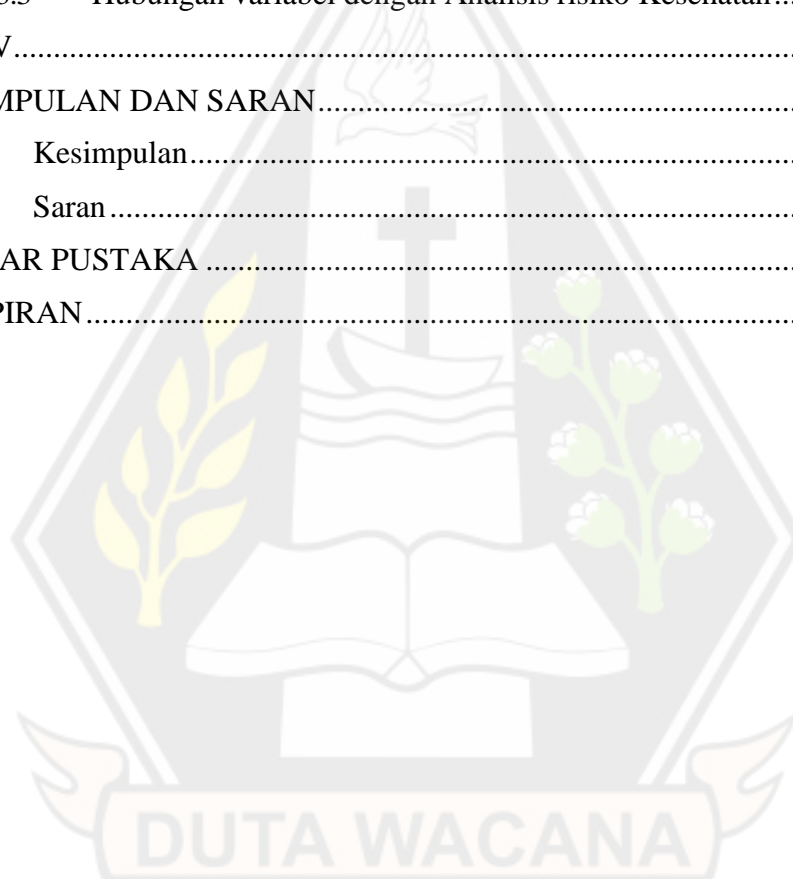 Hubungan Variabel dengan Analisis risiko Kesehatan...
V...............................................................................................................
MPULAN DAN SARAN...................................................................
Kesimpulan.....................................................................................
Saran................................................................................................
AR PUSTAKA .................................................................................
PIRAN..................................................................................................
DUTA WACANA